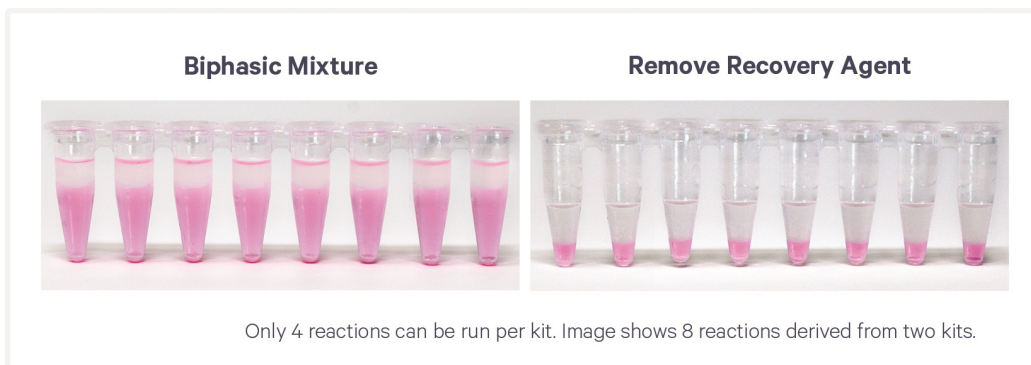 Biphasic Mixture
Remove Recovery Agent
Only 4 reactions can be run per kit. Image shows 8 reactions derived from two kits.